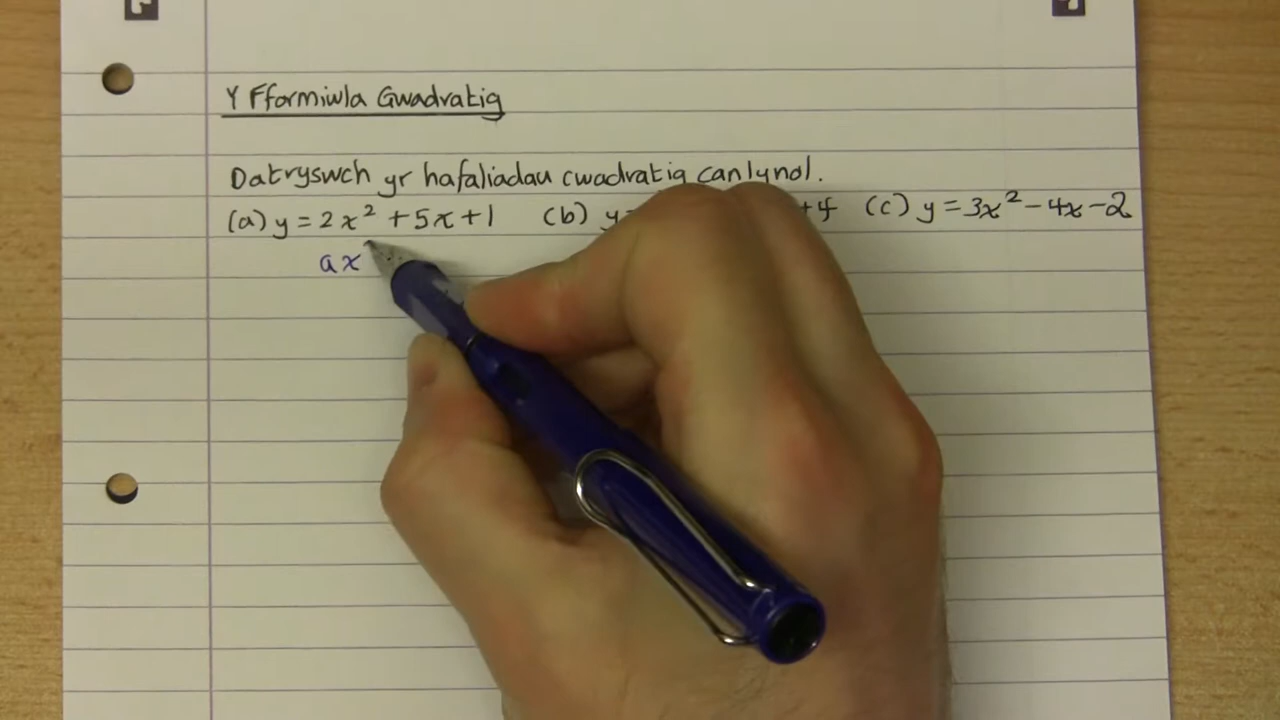 Y Fformiwla Gwadratig
Datryswch yr hafaliadau cwadratig canlynol.
(a) y = 2x² + 5x + 1 (b) y = +4 (c) y = 3x² - 4x - 2
ax